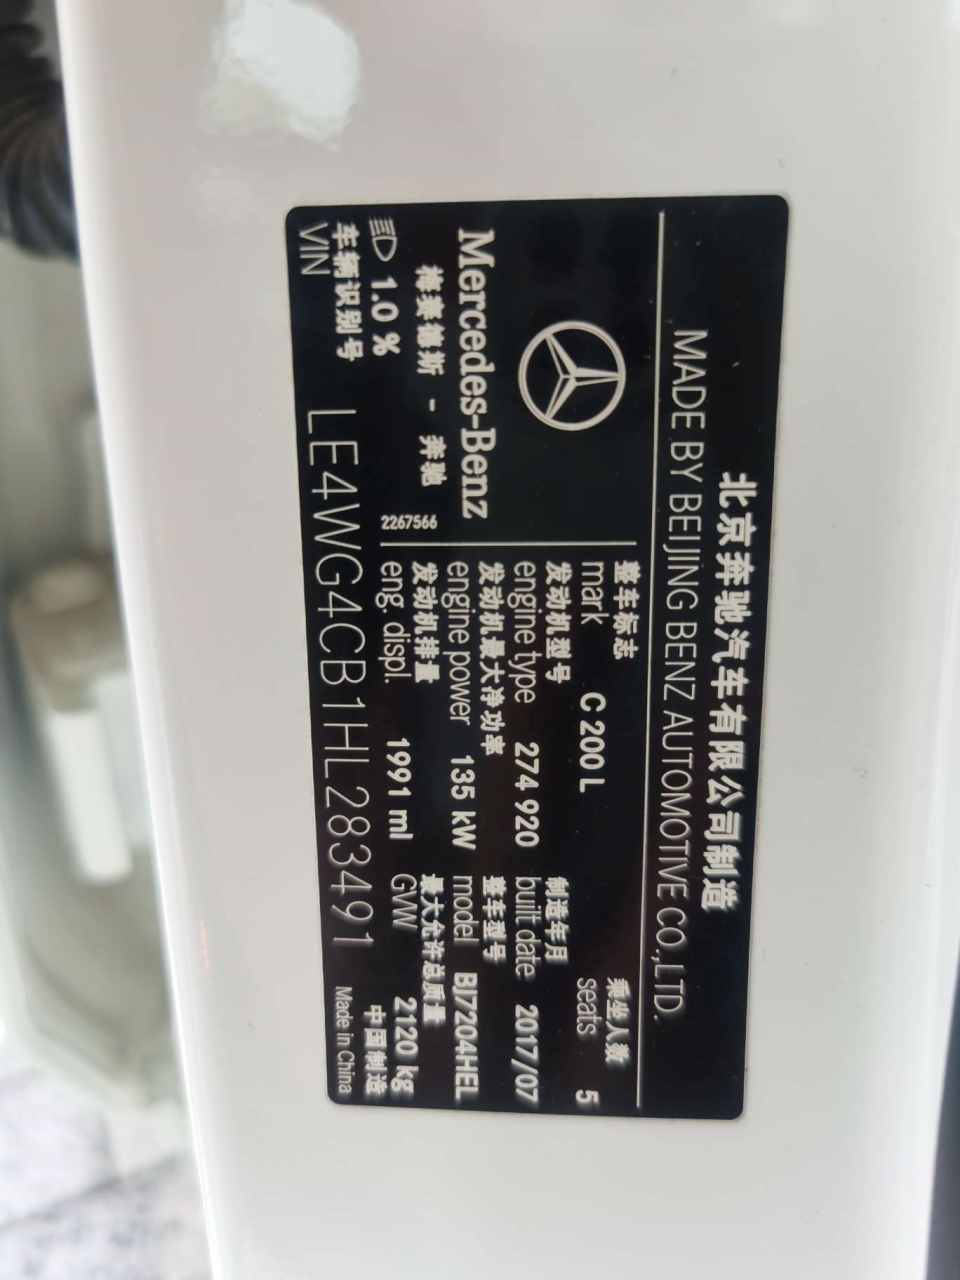 北京奔驰汽车有限公司制造
MADE BY BEIJING BENZ AUTOMOTIVE CO.,LTD.
Mercedes-Benz
梅赛德斯 - 奔驰
1.0 %
2267566
整车标志
mark C 200 L
乘坐人数
seats 5
发动机型号
engine type 274 920
制造年月
built date 2017/07
发动机最大净功率
engine power 135 kW
整车型号
model BJ7204HEL
发动机排量
eng. displ. 1991 ml
最大允许总质量
GVW 2120 kg
车辆识别号
VIN LE4WG4CB1HL283491
中国制造
Made in China